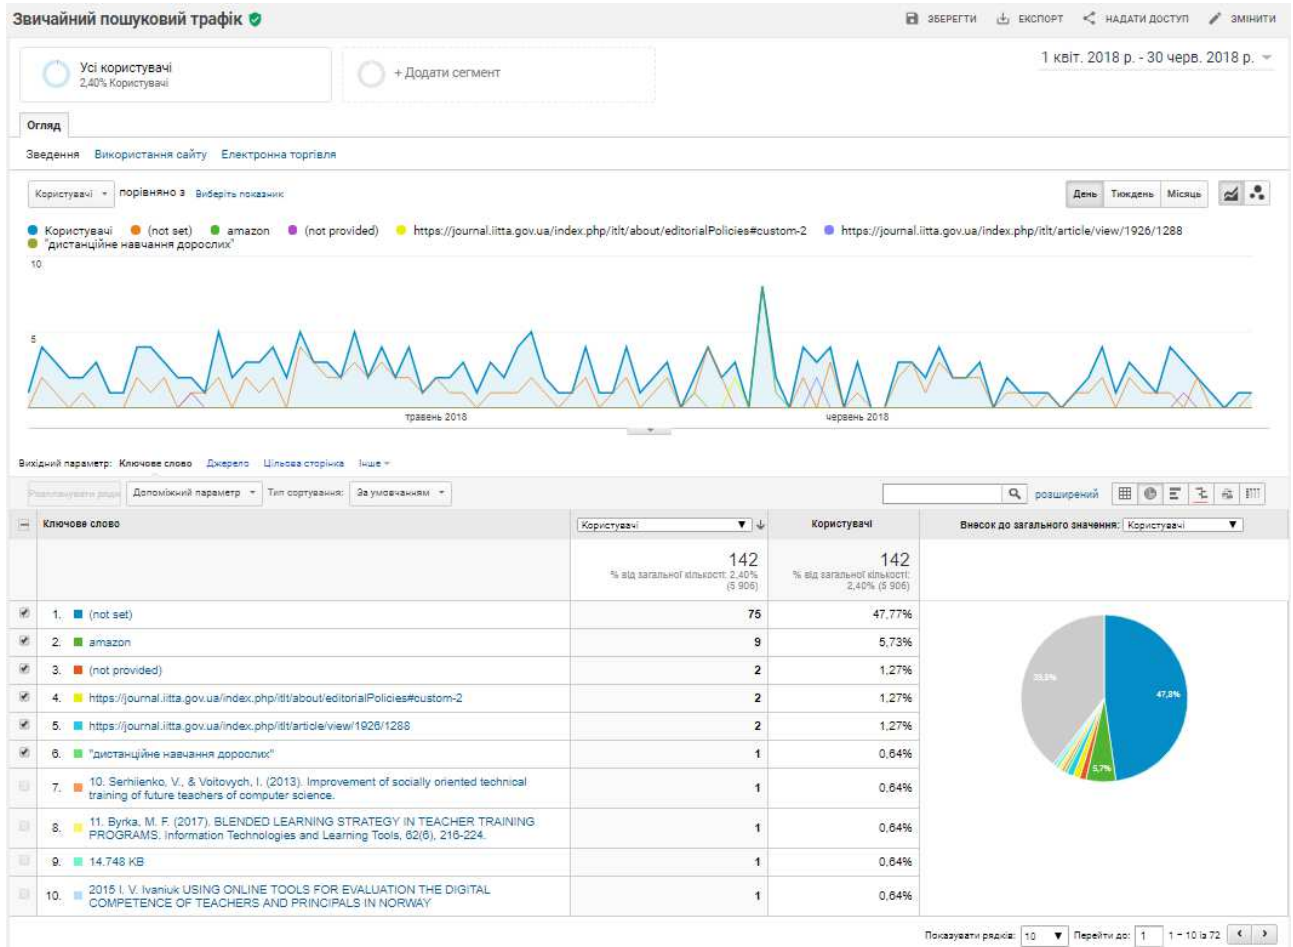 Звичайний пошуковий трафік
ЗБЕРЕГТИ ЕКСПОРТ НАДАТИ ДОСТУП ЗМІНИТИ
1 квіт. 2018 р. - 30 черв. 2018 р.
Усі користувачі
2,40% Користувачі
+ Додати сегмент
Огляд
Зведення Використання сайту Електронна торгівля
Користувачі порівняно з Виберіть показник
День Тиждень Місяць
Користувачі (not set) amazon (not provided) https://journal.iitta.gov.ua/index.php/itlt/about/editorialPolicies#custom-2 https://journal.iitta.gov.ua/index.php/itlt/article/view/1926/1288
"дистанційне навчання дорослих"
10
5
травень 2018 червень 2018
Вихідний параметр: Ключове слово Джерело Цільова сторінка Інше
Допоміжний параметр Тип сортування: За умовчанням розширений
Ключове слово Користувачі Користувачі Внесок до загального значення: Користувачі
142 142
% від загальної кількості: 2,40% % від загальної кількості:
(5 906) 2,40% (5 906)
1. (not set) 75 47,77%
2. amazon 9 5,73%
3. (not provided) 2 1,27%
4. https://journal.iitta.gov.ua/index.php/itlt/about/editorialPolicies#custom-2 2 1,27%
5. https://journal.iitta.gov.ua/index.php/itlt/article/view/1926/1288 2 1,27%
6. "дистанційне навчання дорослих" 1 0,64%
7. 10. Serhiienko, V., & Voitovych, I. (2013). Improvement of socially oriented technical
training of future teachers of computer science. 1 0,64%
8. 11. Byrka, M. F. (2017). BLENDED LEARNING STRATEGY IN TEACHER TRAINING
PROGRAMS. Information Technologies and Learning Tools, 62(6), 216-224. 1 0,64%
9. 14.748 KB 1 0,64%
10. 2015 I. V. Ivaniuk USING ONLINE TOOLS FOR EVALUATION THE DIGITAL
COMPETENCE OF TEACHERS AND PRINCIPALS IN NORWAY 1 0,64%
47,8%
5,7%
Показувати рядків: 10 Перейти до: 1 1 – 10 із 72